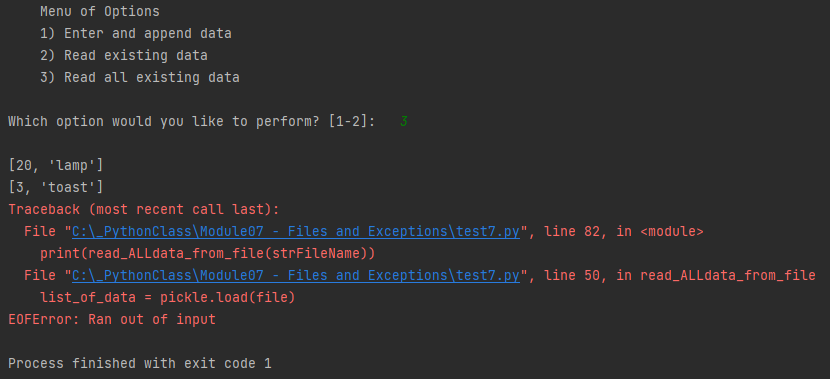 Menu of Options
1) Enter and append data
2) Read existing data
3) Read all existing data
Which option would you like to perform? [1-2]: 3
[20, 'lamp']
[3, 'toast']
Traceback (most recent call last):
File "C:\_PythonClass\Module07 - Files and Exceptions\test7.py", line 82, in <module>
print(read_ALLdata_from_file(strFileName))
File "C:\_PythonClass\Module07 - Files and Exceptions\test7.py", line 50, in read_ALLdata_from_file
list_of_data = pickle.load(file)
EOFError: Ran out of input
Process finished with exit code 1